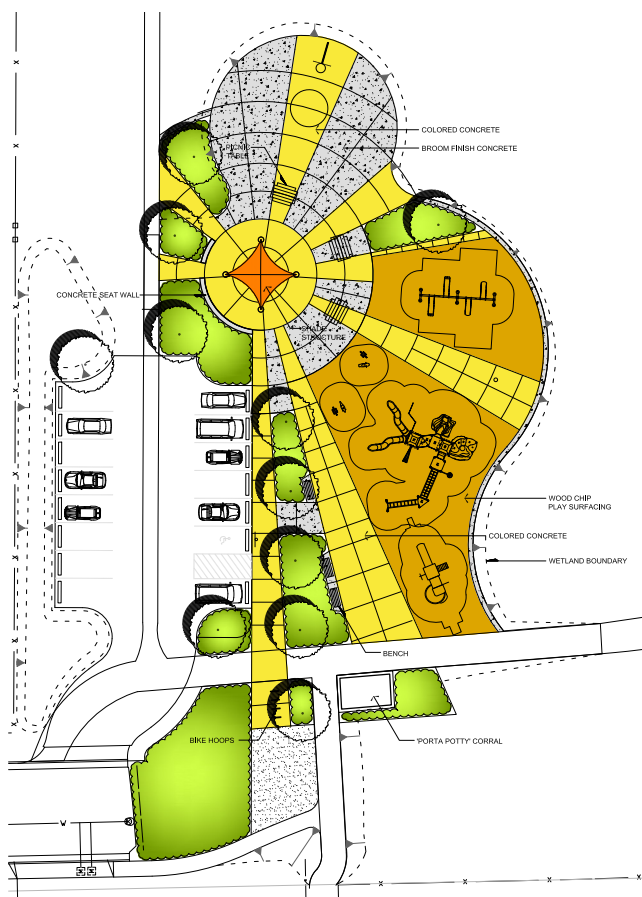 COLORED CONCRETE
BROOM FINISH CONCRETE
PICNIC
TABLE
CONCRETE SEAT WALL
SHADE
STRUCTURE
WOOD CHIP
PLAY SURFACING
COLORED CONCRETE
WETLAND BOUNDARY
BENCH
BIKE HOOPS
'PORTA POTTY' CORRAL
W